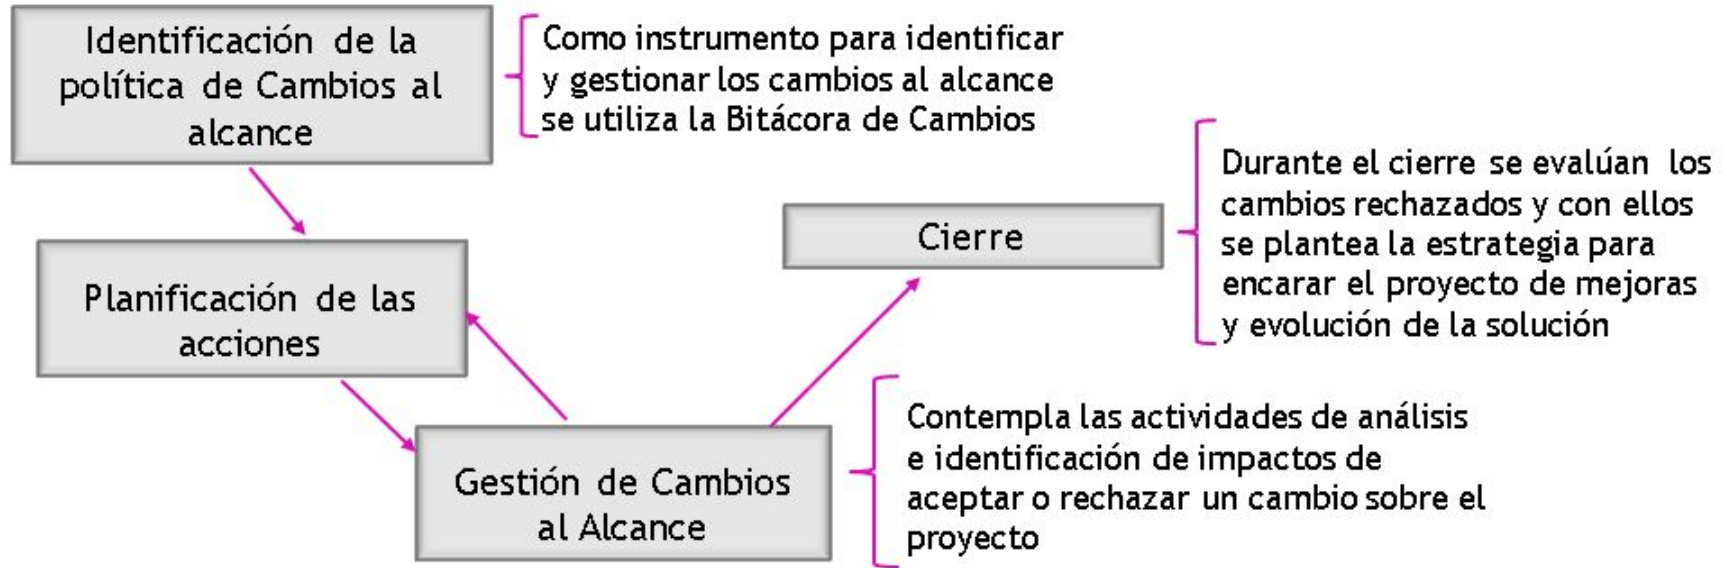 Identificación de la
política de Cambios al
alcance
Como instrumento para identificar
y gestionar los cambios al alcance
se utiliza la Bitácora de Cambios
Planificación de las
acciones
Gestión de Cambios
al Alcance
Contempla las actividades de análisis
e identificación de impactos de
aceptar o rechazar un cambio sobre el
proyecto
Cierre
Durante el cierre se evalúan los
cambios rechazados y con ellos
se plantea la estrategia para
encarar el proyecto de mejoras
y evolución de la solución